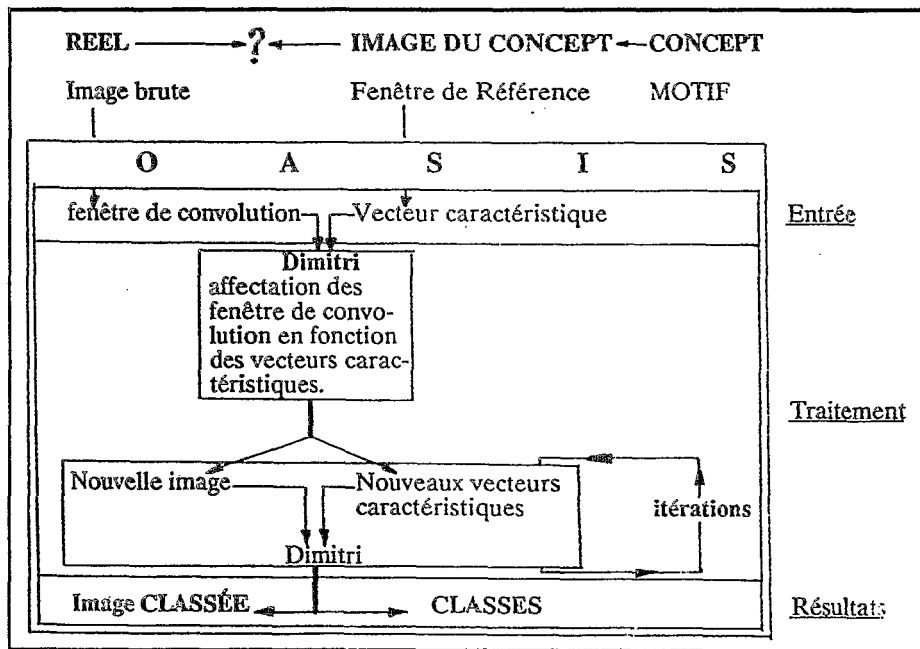 REEL ? IMAGE DU CONCEPT CONCEPT
Image brute Fenêtre de Référence MOTIF
O A S I S
fenêtre de convolution Vecteur caractéristique Entrée
Dimitri
affectation des
fenêtre de convo-
lution en fonction
des vecteurs carac-
téristiques.
Traitement
Nouvelle image Nouveaux vecteurs
caractéristiques
itérations
Dimitri
Image CLASSÉE CLASSES Résultats